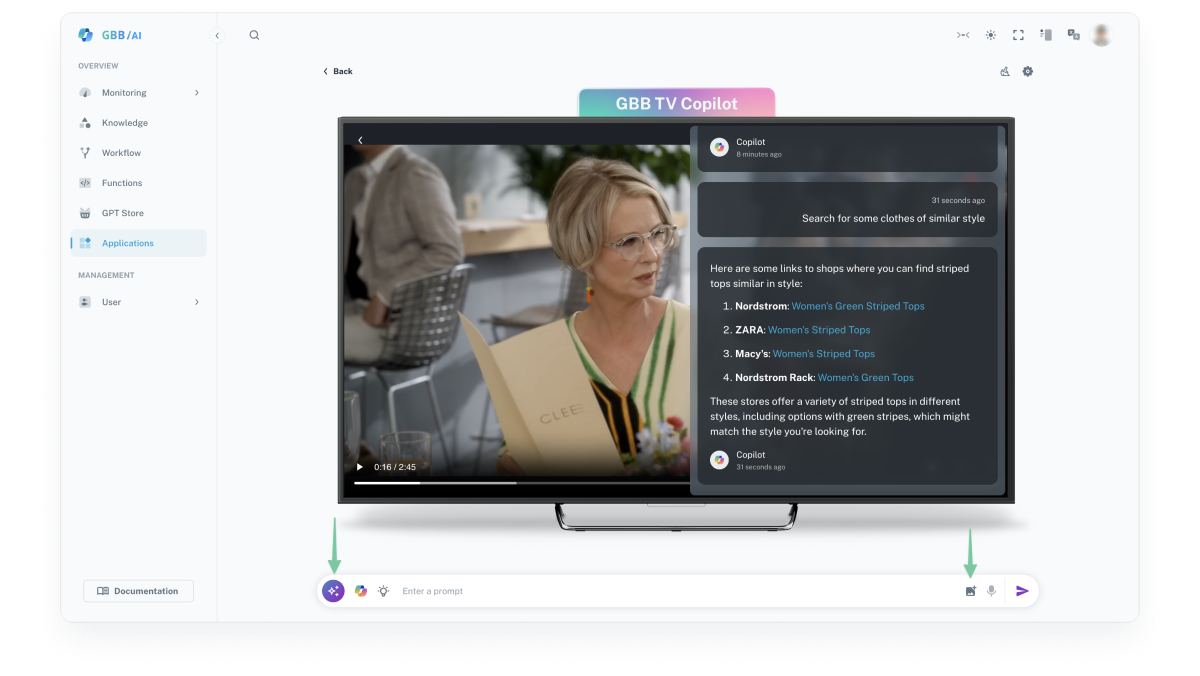 GBB/AI
OVERVIEW
Monitoring
Knowledge
Workflow
Functions
GPT Store
Applications
MANAGEMENT
User
Documentation
Back
GBB TV Copilot
CLEE
0:16 / 2:45
Copilot
8 minutes ago
31 seconds ago
Search for some clothes of similar style
Here are some links to shops where you can find striped
tops similar in style:
1. Nordstrom: Women's Green Striped Tops
2. ZARA: Women's Striped Tops
3. Macy's: Women's Striped Tops
4. Nordstrom Rack: Women's Green Tops
These stores offer a variety of striped tops in different
styles, including options with green stripes, which might
match the style you're looking for.
Copilot
31 seconds ago
Enter a prompt